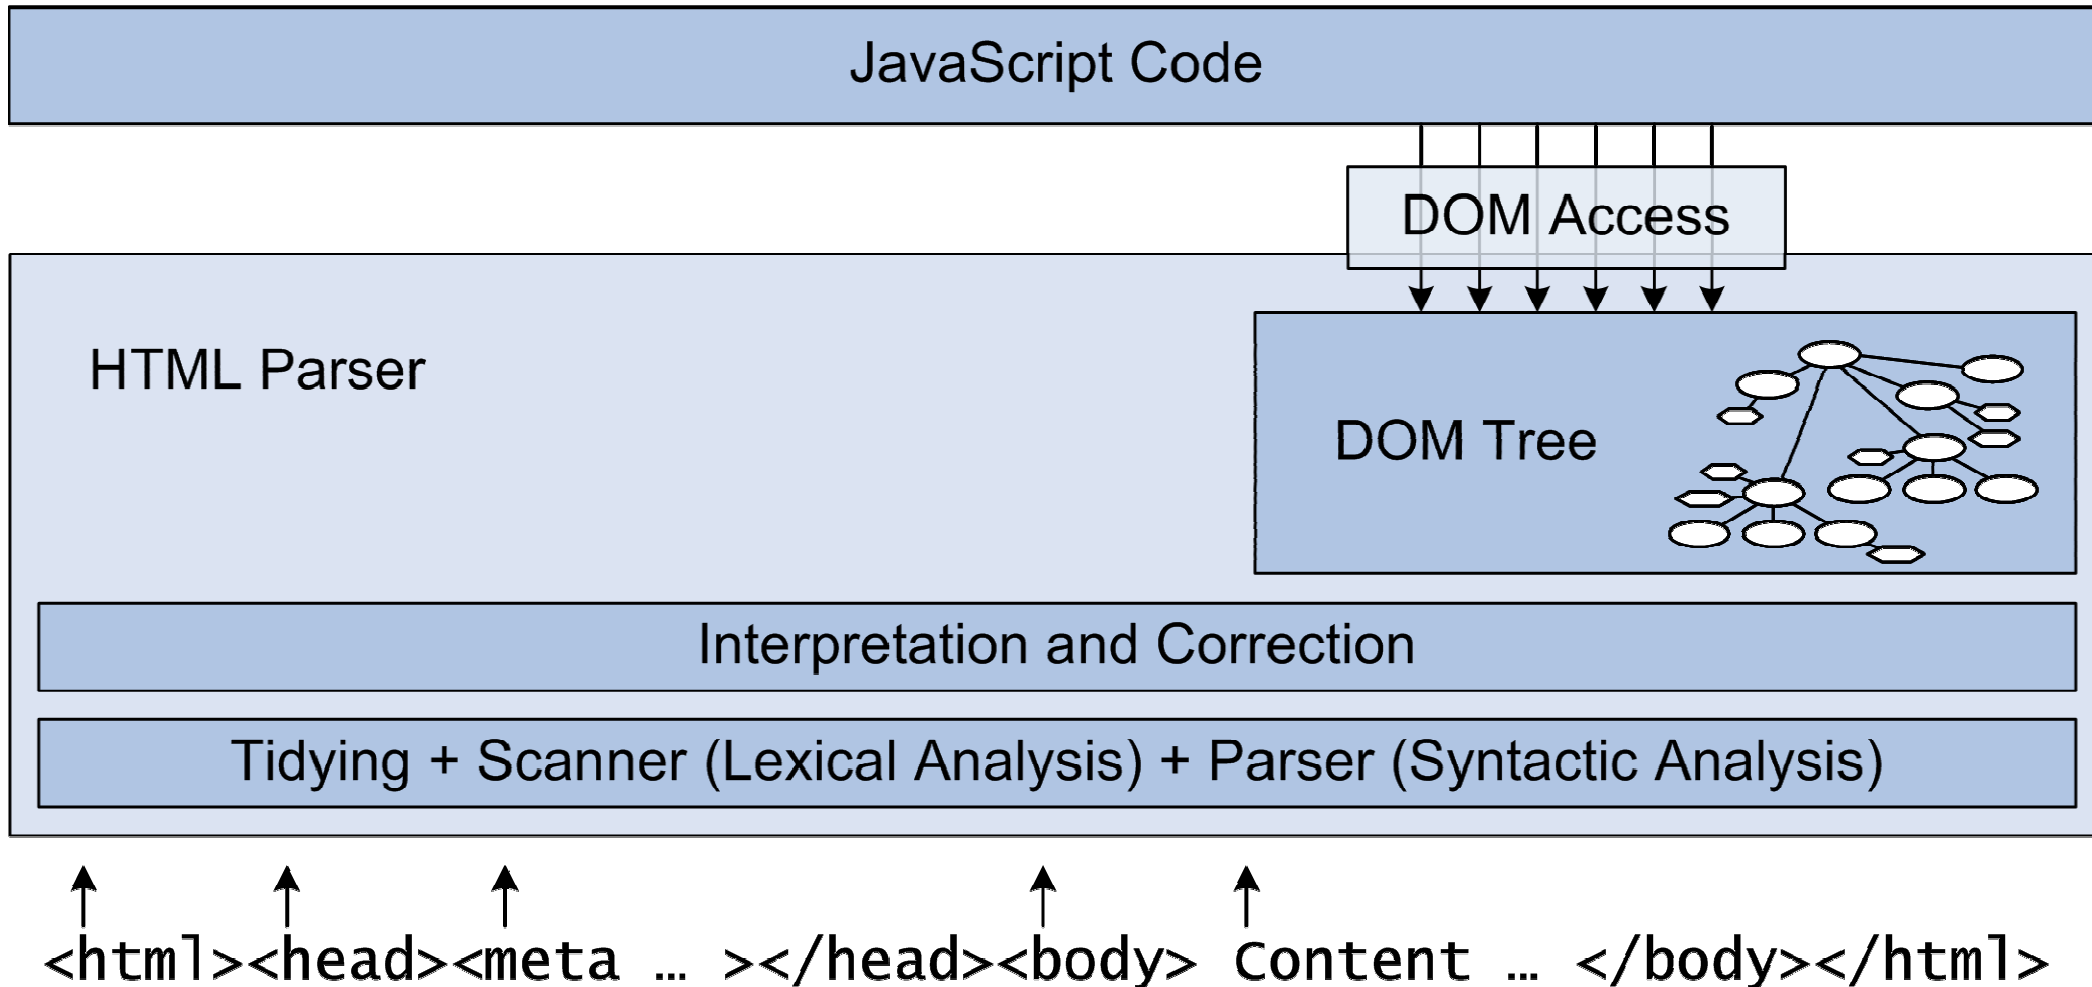 JavaScript Code
DOM Access
HTML Parser
DOM Tree
Interpretation and Correction
Tidying + Scanner (Lexical Analysis) + Parser (Syntactic Analysis)
<html><head><meta … ></head><body> Content … </body></html>